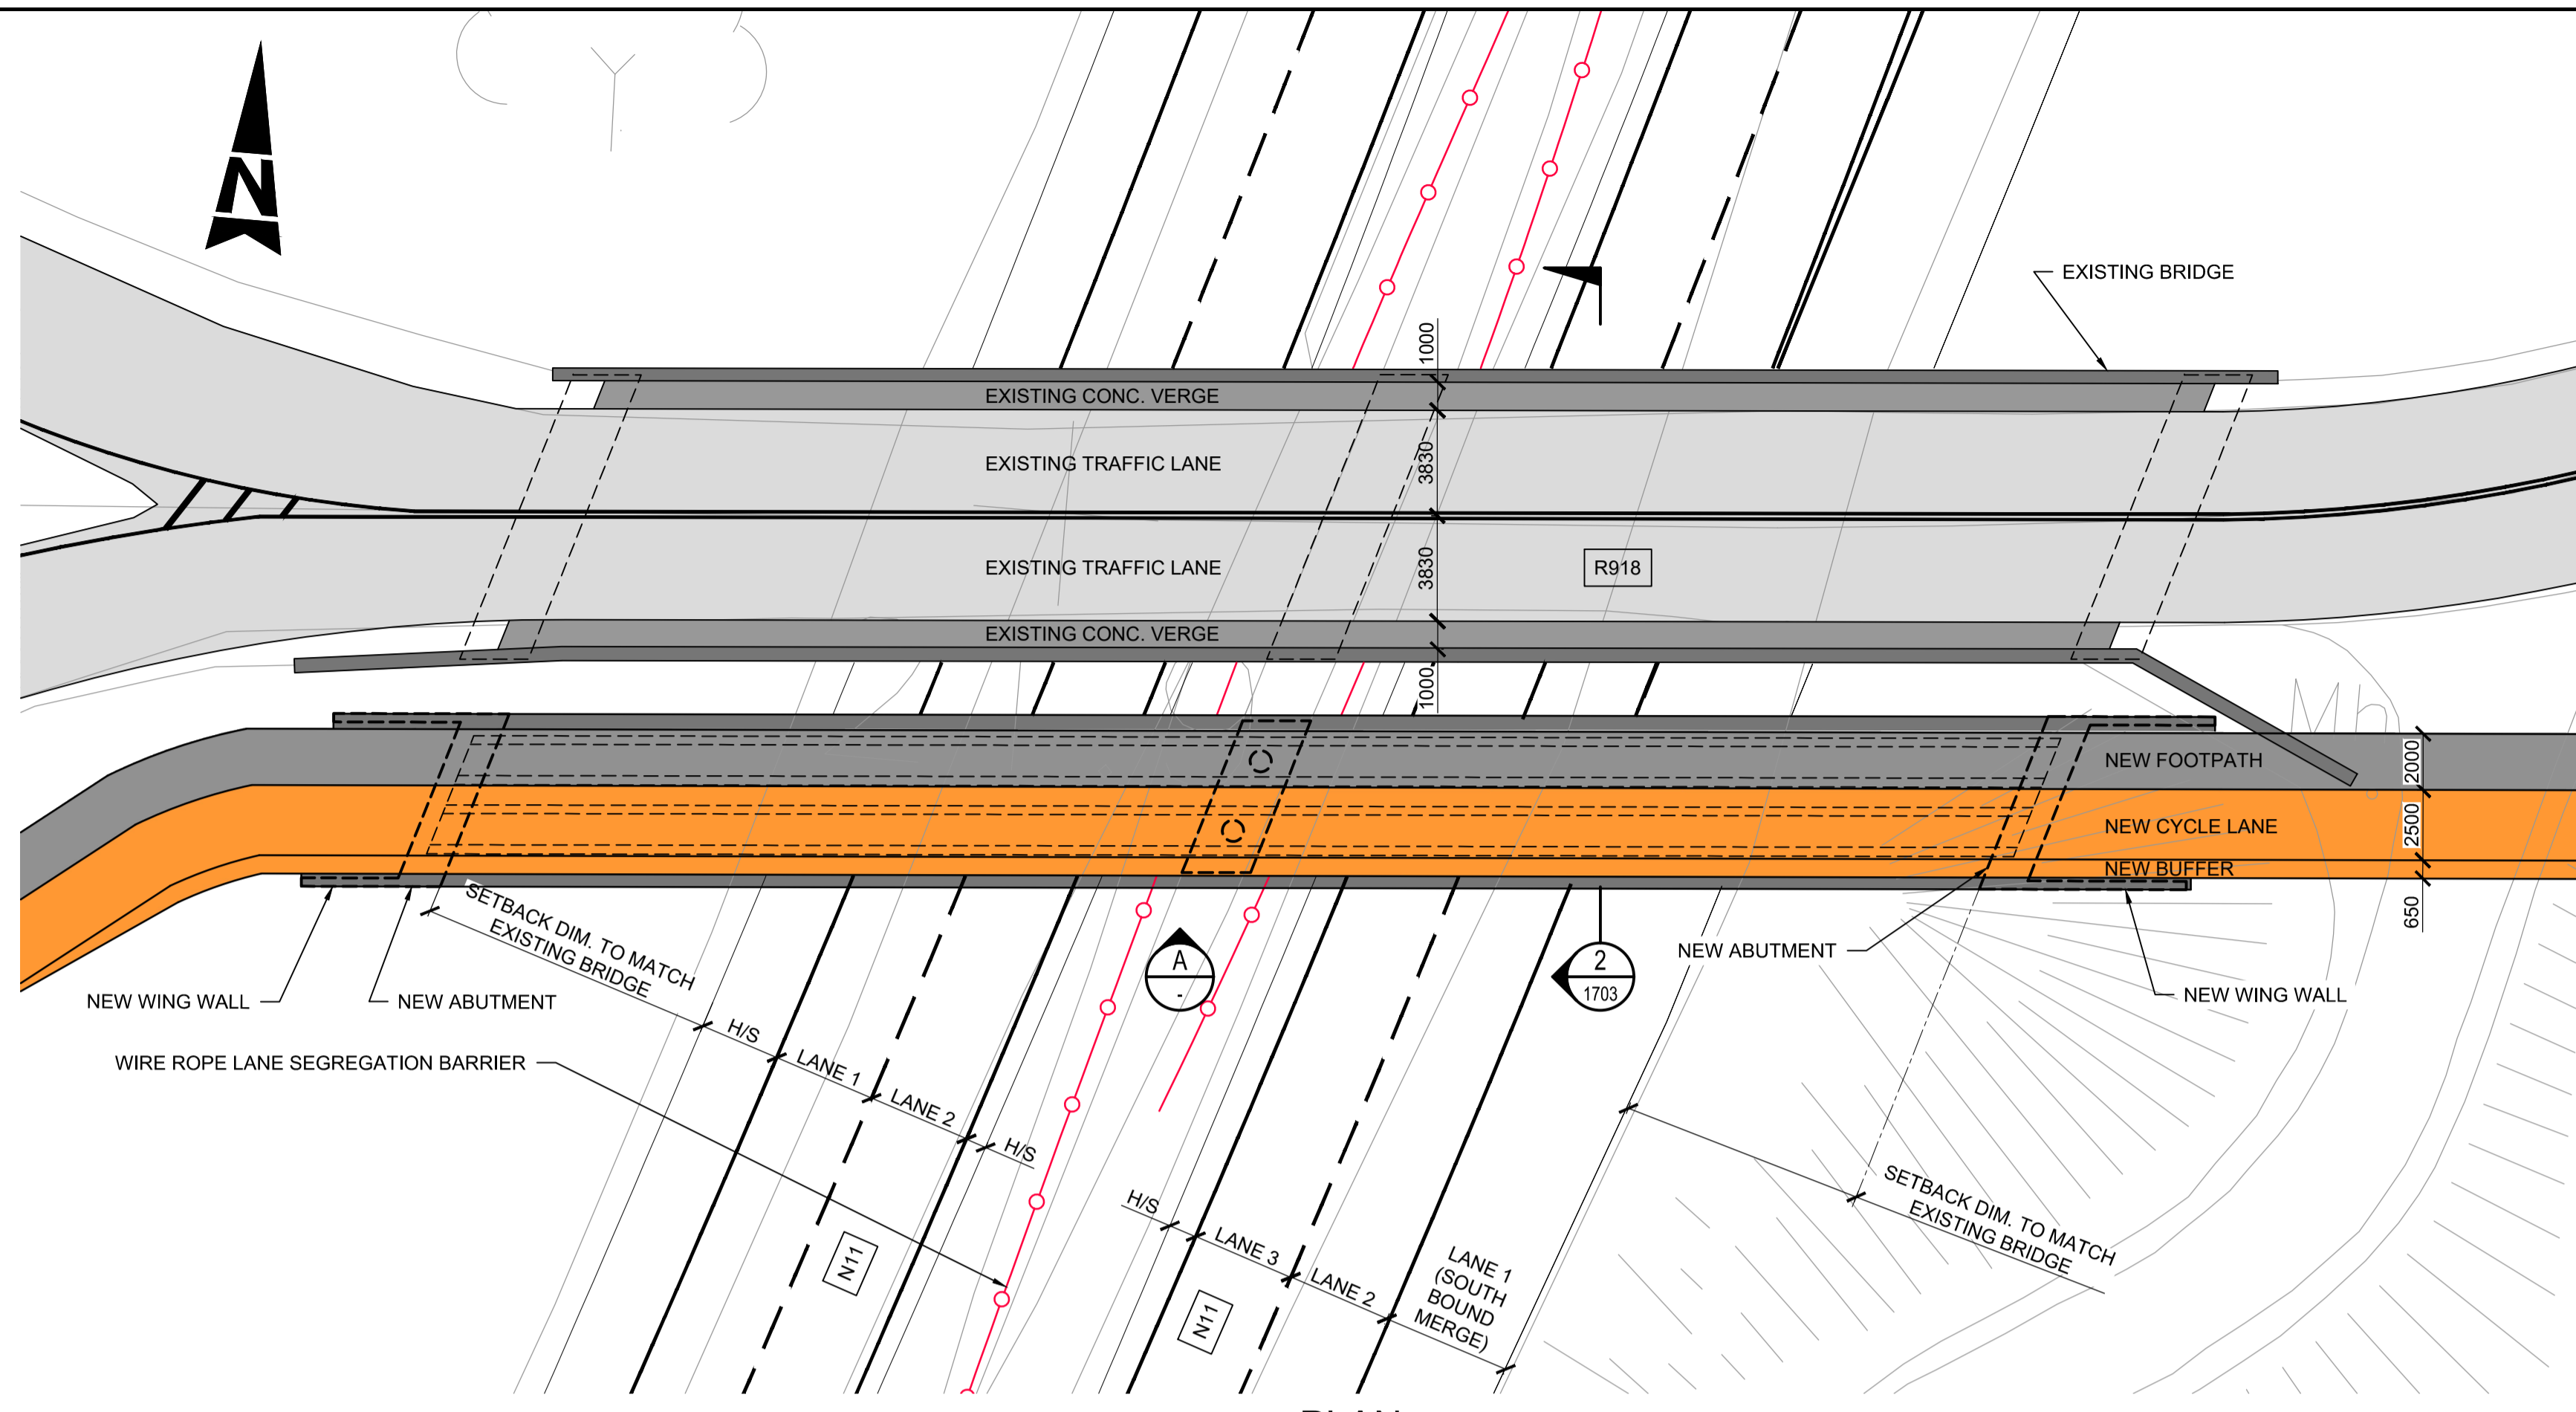 N
EXISTING BRIDGE
1000
EXISTING CONC. VERGE
EXISTING TRAFFIC LANE
3830
EXISTING TRAFFIC LANE
3830
R918
EXISTING CONC. VERGE
1000
NEW FOOTPATH
2000
NEW CYCLE LANE
2500
NEW BUFFER
650
SETBACK DIM. TO MATCH
EXISTING BRIDGE
NEW WING WALL
NEW ABUTMENT
A
-
2
1703
NEW ABUTMENT
NEW WING WALL
WIRE ROPE LANE SEGREGATION BARRIER
H/S
LANE 1
LANE 2
H/S
H/S
LANE 3
LANE 2
LANE 1
(SOUTH
BOUND
MERGE)
SETBACK DIM. TO MATCH
EXISTING BRIDGE
N11
N11
Mh